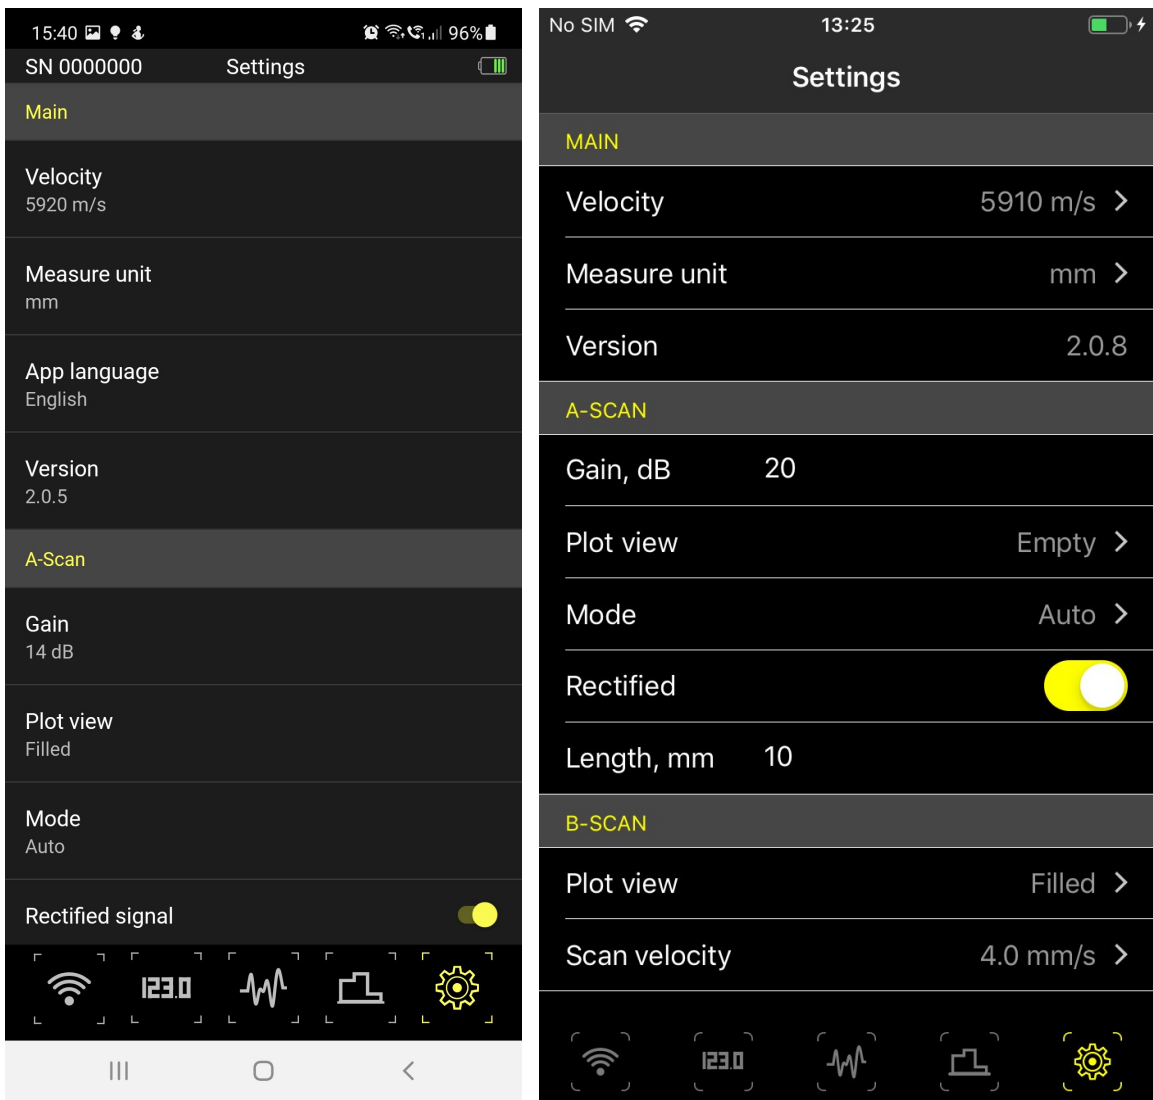 15:40 96%
SN 0000000 Settings
Main
Velocity
5920 m/s
Measure unit
mm
App language
English
Version
2.0.5
A-Scan
Gain
14 dB
Plot view
Filled
Mode
Auto
Rectified signal
123.0
No SIM 13:25
Settings
MAIN
Velocity 5910 m/s
Measure unit mm
Version 2.0.8
A-SCAN
Gain, dB 20
Plot view Empty
Mode Auto
Rectified
Length, mm 10
B-SCAN
Plot view Filled
Scan velocity 4.0 mm/s
123.0